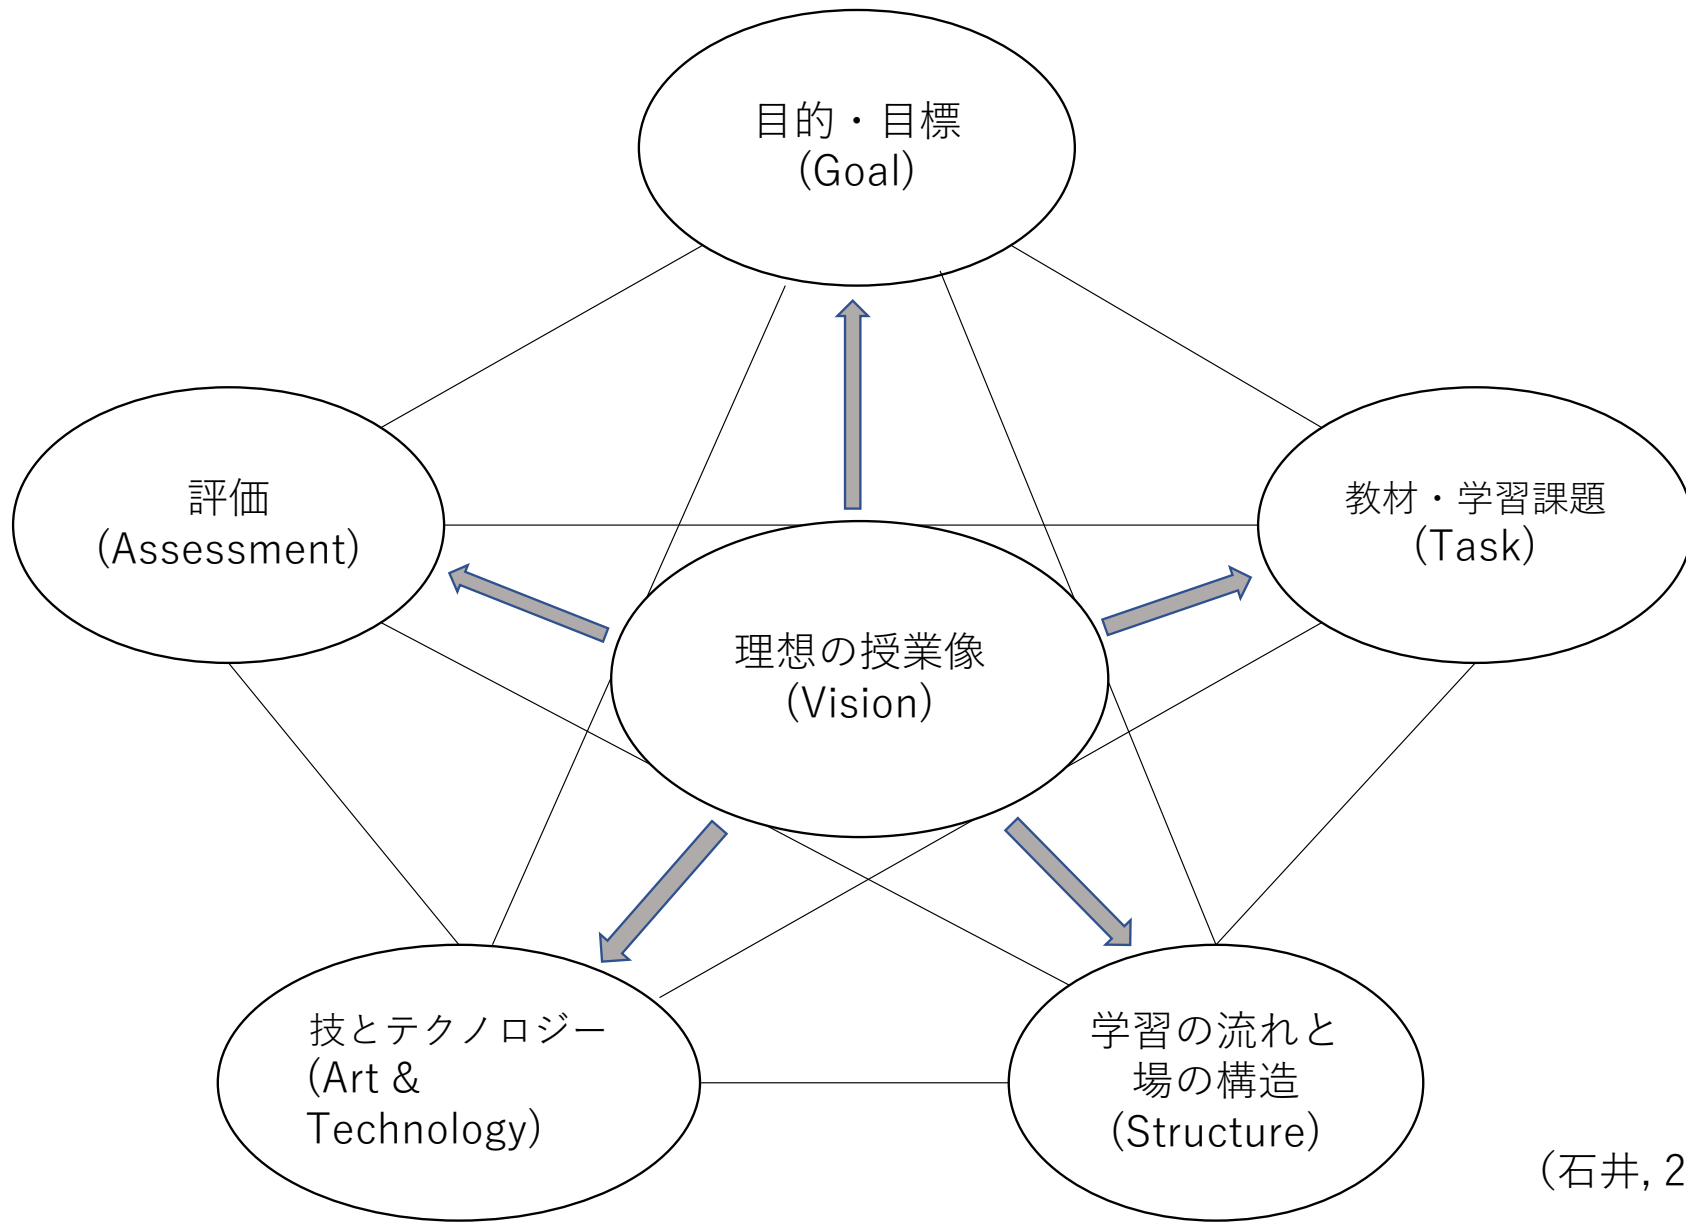 目的・目標
(Goal)
評価
(Assessment)
教材・学習課題
(Task)
理想の授業像
(Vision)
技とテクノロジー
(Art &
Technology)
学習の流れと
場の構造
(Structure)
(石井, 2